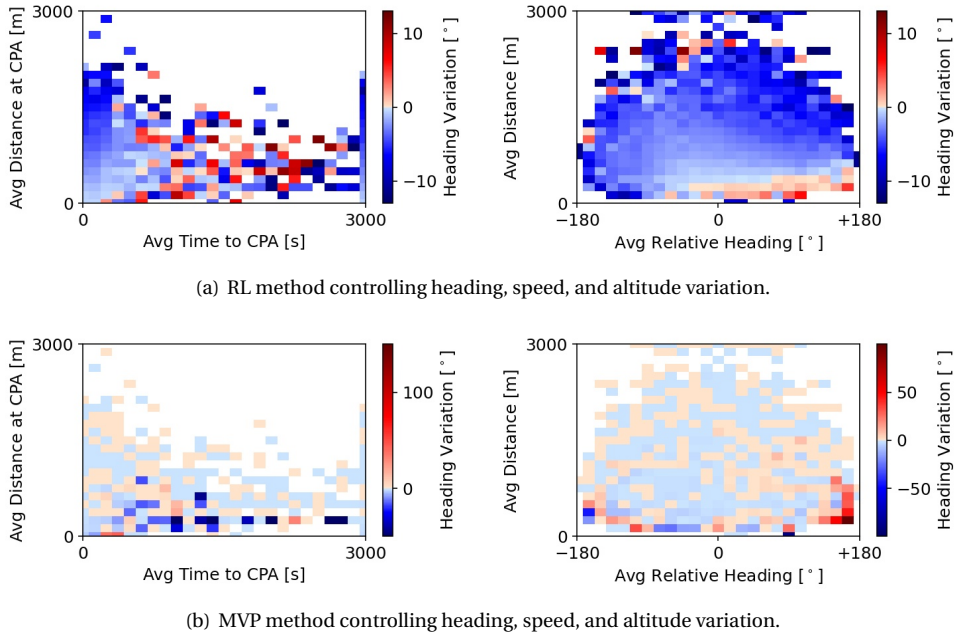 3000
0
Avg Distance at CPA [m]
0
3000
Avg Time to CPA [s]
10
0
−10
Heading Variation [°]
3000
0
Avg Distance [m]
−180
0
+180
Avg Relative Heading [°]
10
0
−10
Heading Variation [°]
(a) RL method controlling heading, speed, and altitude variation.
3000
0
Avg Distance at CPA [m]
0
3000
Avg Time to CPA [s]
100
0
Heading Variation [°]
3000
0
Avg Distance [m]
−180
0
+180
Avg Relative Heading [°]
50
0
−50
Heading Variation [°]
(b) MVP method controlling heading, speed, and altitude variation.